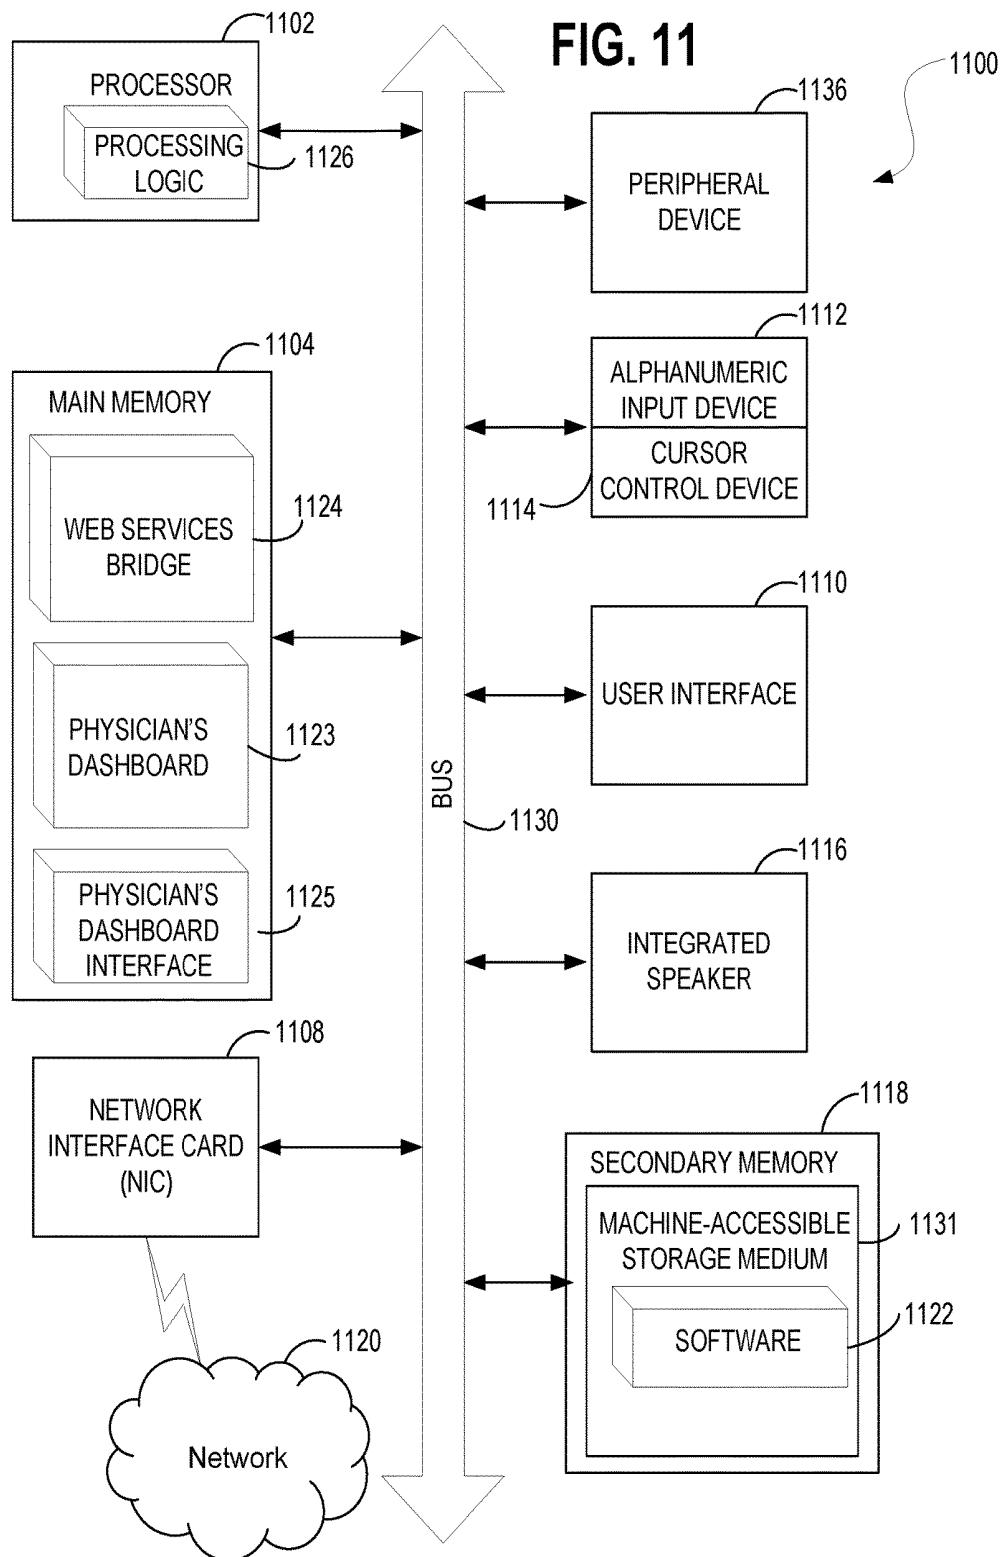 FIG. 11
1100
1102
PROCESSOR
PROCESSING
LOGIC
1126
1136
PERIPHERAL
DEVICE
1112
ALPHANUMERIC
INPUT DEVICE
CURSOR
CONTROL DEVICE
1114
1104
MAIN MEMORY
WEB SERVICES
BRIDGE
1124
PHYSICIAN'S
DASHBOARD
1123
PHYSICIAN'S
DASHBOARD
INTERFACE
1125
1110
USER INTERFACE
BUS
1130
1116
INTEGRATED
SPEAKER
1108
NETWORK
INTERFACE CARD
(NIC)
1118
SECONDARY MEMORY
MACHINE-ACCESSIBLE
STORAGE MEDIUM
1131
SOFTWARE
1122
1120
Network